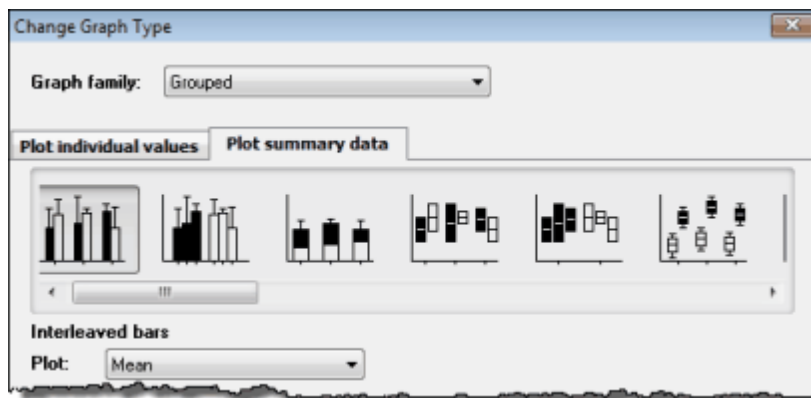 Change Graph Type
Graph family: Grouped
Plot individual values Plot summary data
Interleaved bars
Plot: Mean